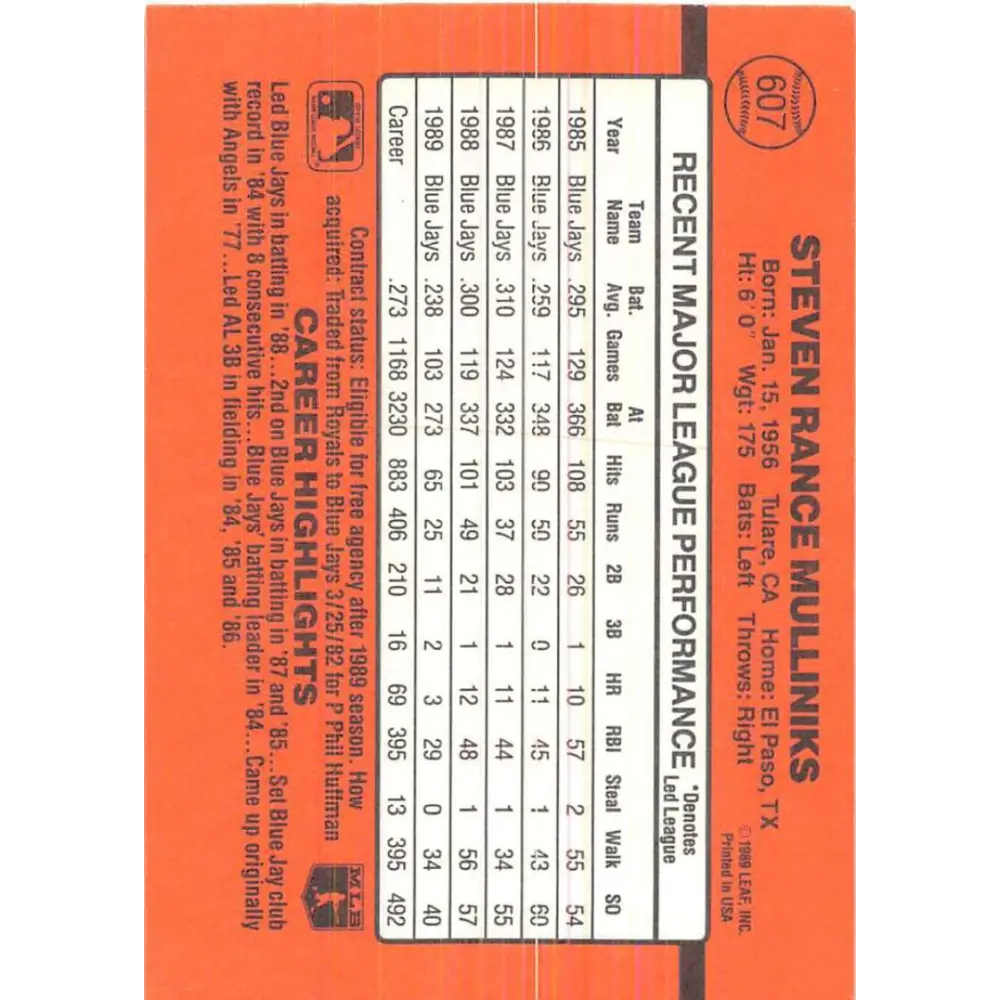 607
STEVEN RANCE MULLINIKS
Born: Jan. 15, 1956 Tulare, CA Home: El Paso, TX
Ht: 6' 0" Wgt: 175 Bats: Left Throws: Right
© 1989 LEAF, INC.
Printed in USA
RECENT MAJOR LEAGUE PERFORMANCE *Denotes Led League
Year Team Name Bat. Avg. Games At Bat Hits Runs 2B 3B HR RBI Steal Walk SO
1985 Blue Jays .295 129 366 108 55 26 1 10 57 2 55 54
1986 Blue Jays .259 117 348 90 50 22 0 11 45 1 43 60
1987 Blue Jays .310 124 332 103 37 28 1 11 44 1 34 55
1988 Blue Jays .300 119 337 101 49 21 1 12 48 1 56 57
1989 Blue Jays .238 103 273 65 25 11 2 3 29 0 34 40
Career .273 1168 3230 883 406 210 16 69 395 13 395 492
Contract status: Eligible for free agency after 1989 season. How
acquired: Traded from Royals to Blue Jays 3/25/82 for P Phil Huffman
MLB
CAREER HIGHLIGHTS
Led Blue Jays in batting in '88...2nd on Blue Jays in batting in '87 and '85...Set Blue Jay club
record in '84 with 8 consecutive hits...Blue Jays' batting leader in '84...Came up originally
with Angels in '77...Led AL 3B in fielding in '84, '85 and '86.